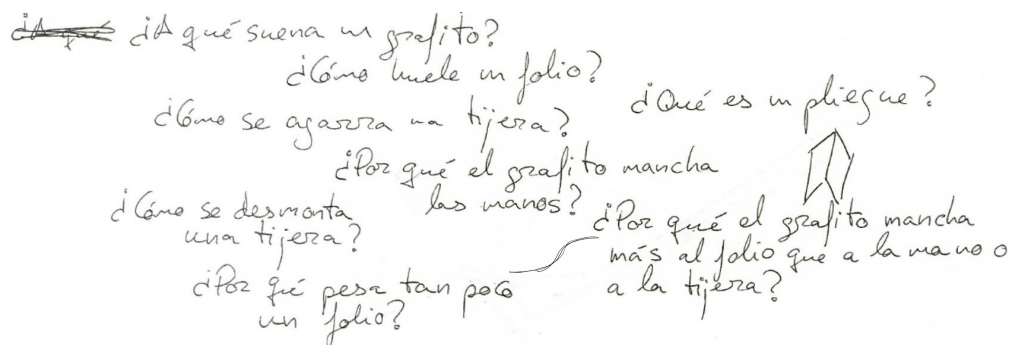 ¿A qué suena un grafito?
¿Cómo huele un folio?
¿Qué es un pliegue?
¿Cómo se agarra una tijera?
¿Por qué el grafito mancha
las manos?
¿Cómo se desmonta
una tijera?
¿Por qué el grafito mancha
más al folio que a la mano o
a la tijera?
¿Por qué pesa tan poco
un folio?